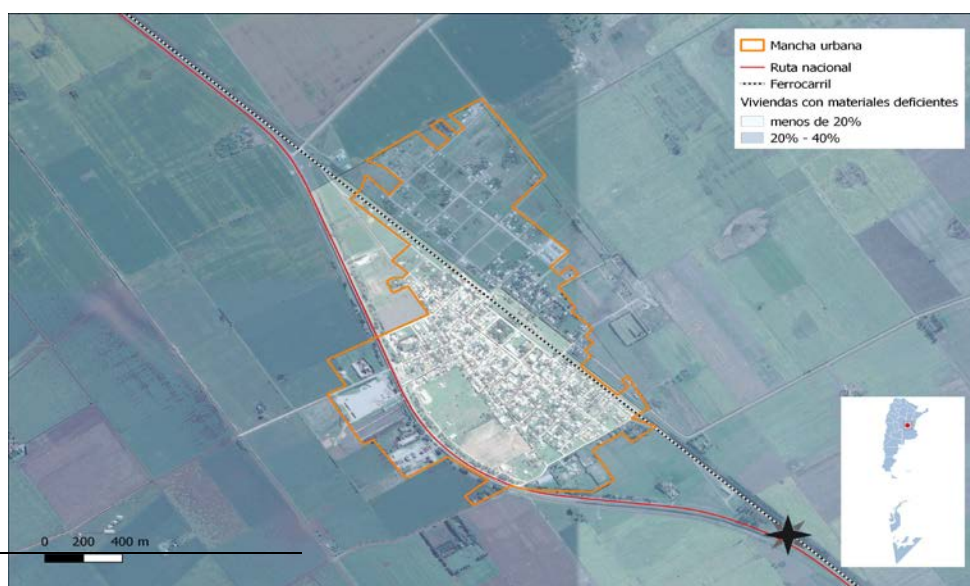 Mancha urbana
Ruta nacional
Ferrocarril
Viviendas con materiales deficientes
menos de 20%
20% - 40%
0 200 400 m